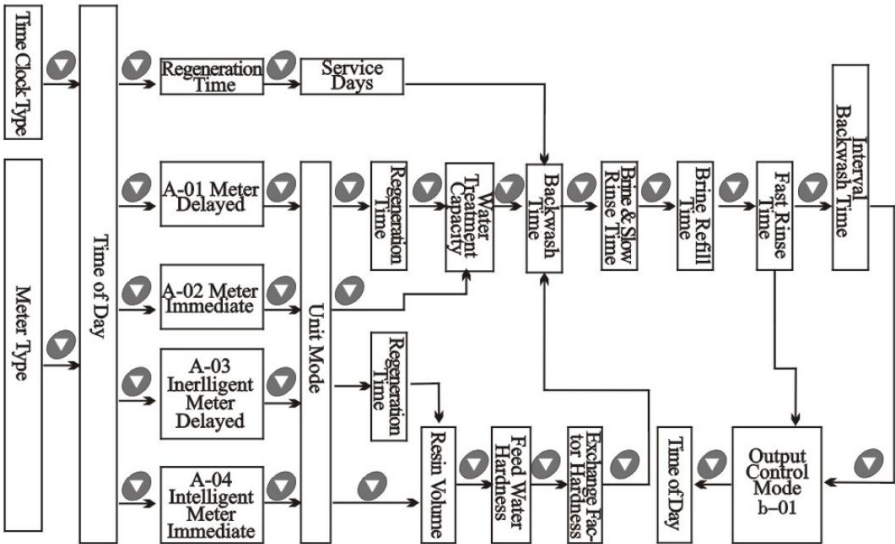 Time Clock Type
Meter Type
Time of Day
Regeneration
Time
Service
Days
A-01 Meter
Delayed
A-02 Meter
Immediate
A-03
Inerlligent
Meter
Delayed
A-04
Intelligent
Meter
Immediate
Unit Mode
Regeneration
Time
Water
Treatment
Capacity
Backwash
Time
Brine & Slow
Rinse Time
Brine Refill
Time
Fast Rinse
Time
Interval
Backwash Time
Regeneration
Time
Resin Volume
Feed Water
Hardness
Exchange Fac-
tor Hardness
Time of Day
Output
Control
Mode
b-01